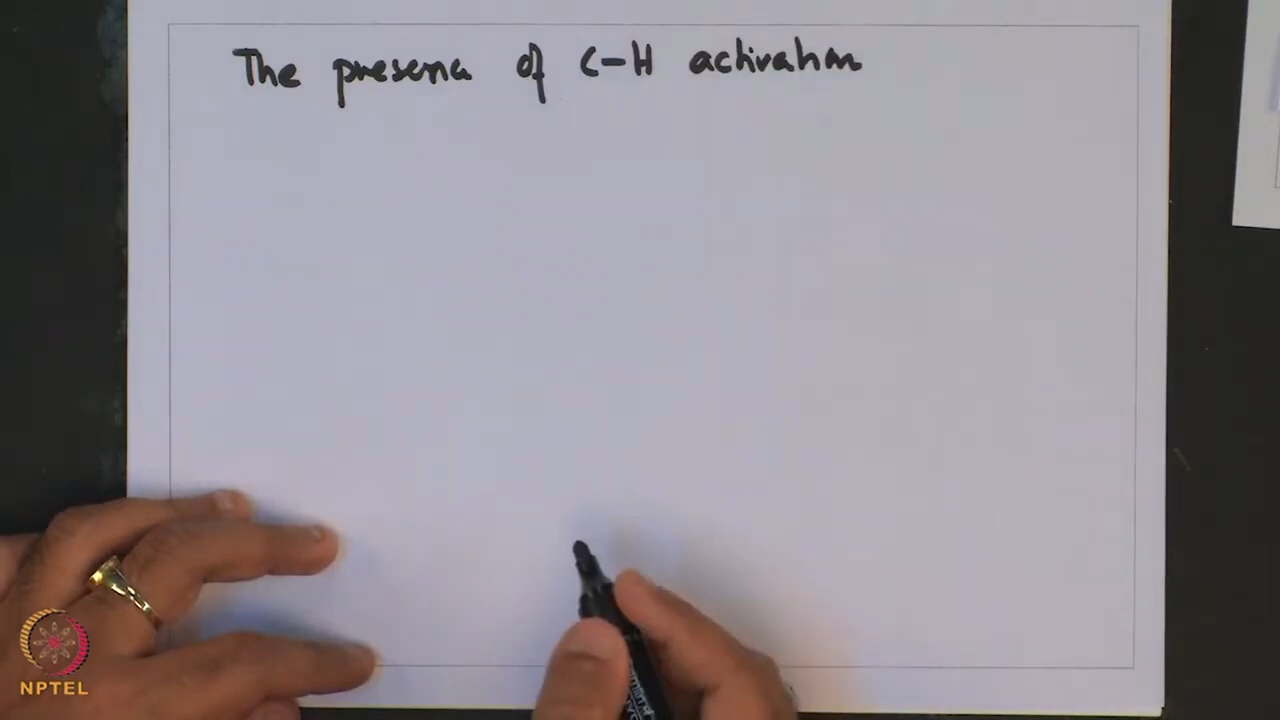 The presence of C-H activation
NPTEL